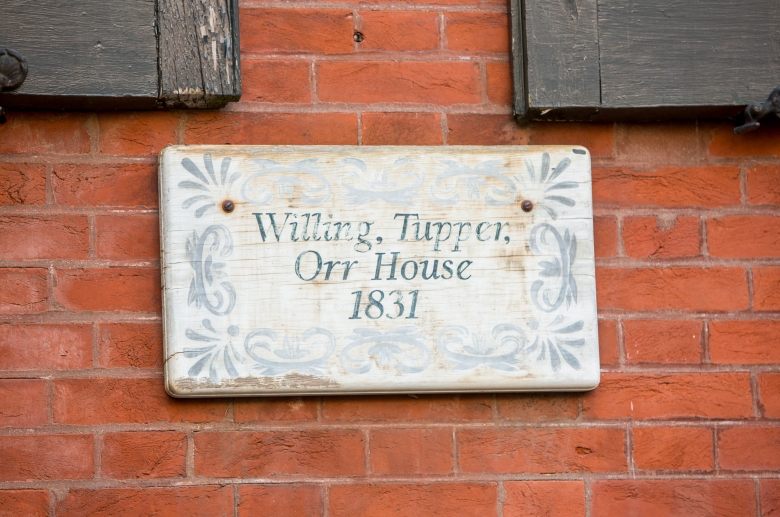 Willing, Tupper,
Orr House
1831